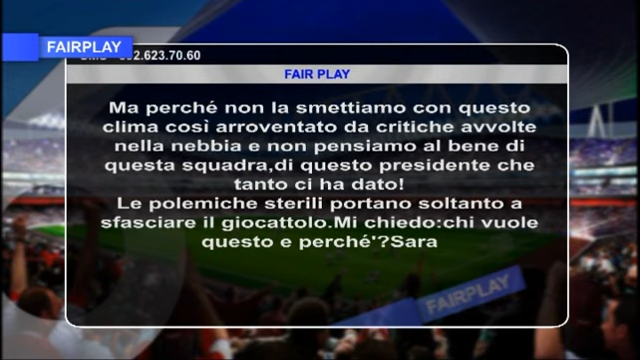 FAIRPLAY
FAIR PLAY
Ma perché non la smettiamo con questo
clima così arroventato da critiche avvolte
nella nebbia e non pensiamo al bene di
questa squadra,di questo presidente che
tanto ci ha dato!
Le polemiche sterili portano soltanto a
sfasciare il giocattolo.Mi chiedo:chi vuole
questo e perché'?Sara
FAIRPLAY